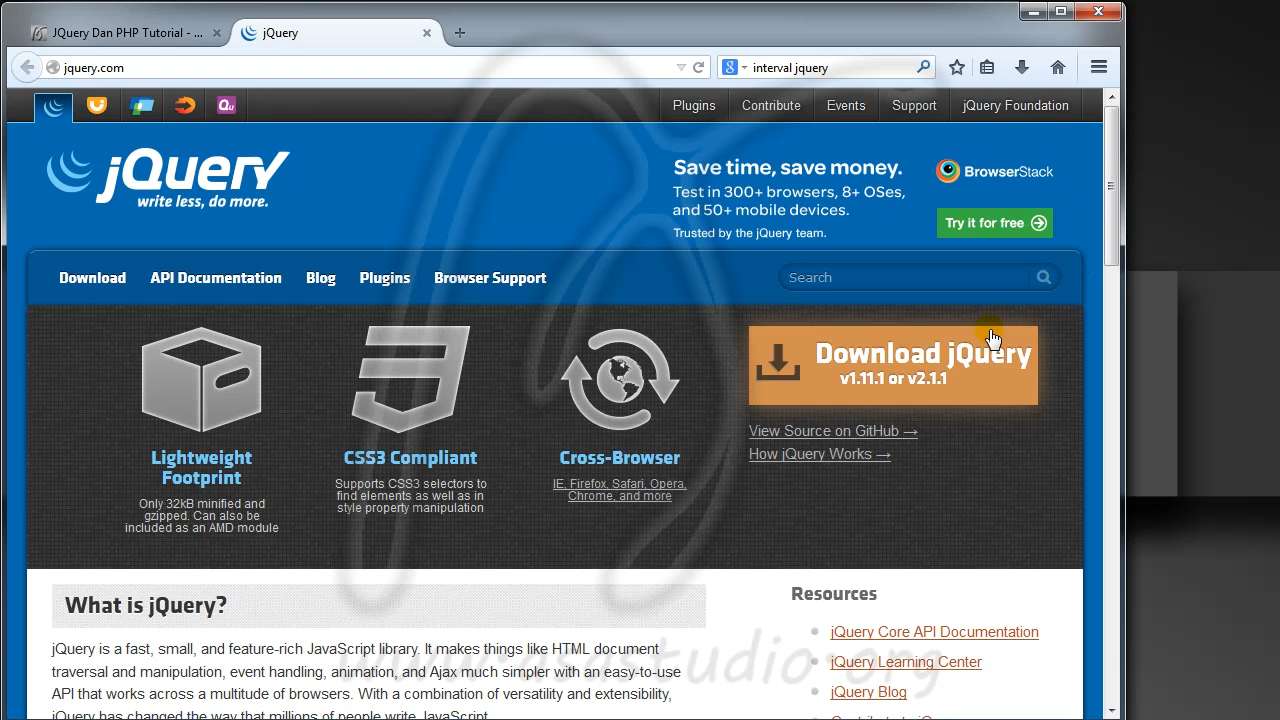 JQuery Dan PHP Tutorial - ...
jQuery
jquery.com
interval jquery
Plugins
Contribute
Events
Support
jQuery Foundation
jQuery
write less, do more.
Save time, save money.
Test in 300+ browsers, 8+ OSes,
and 50+ mobile devices.
Trusted by the jQuery team.
BrowserStack
Try it for free
Download
API Documentation
Blog
Plugins
Browser Support
Search
Lightweight
Footprint
Only 32kB minified and
gzipped. Can also be
included as an AMD module
CSS3 Compliant
Supports CSS3 selectors to
find elements as well as in
style property manipulation
Cross-Browser
IE, Firefox, Safari, Opera,
Chrome, and more
Download jQuery
v1.11.1 or v2.1.1
View Source on GitHub →
How jQuery Works →
What is jQuery?
jQuery is a fast, small, and feature-rich JavaScript library. It makes things like HTML document
traversal and manipulation, event handling, animation, and Ajax much simpler with an easy-to-use
API that works across a multitude of browsers. With a combination of versatility and extensibility,
jQuery has changed the way that millions of people write JavaScript.
Resources
jQuery Core API Documentation
jQuery Learning Center
jQuery Blog